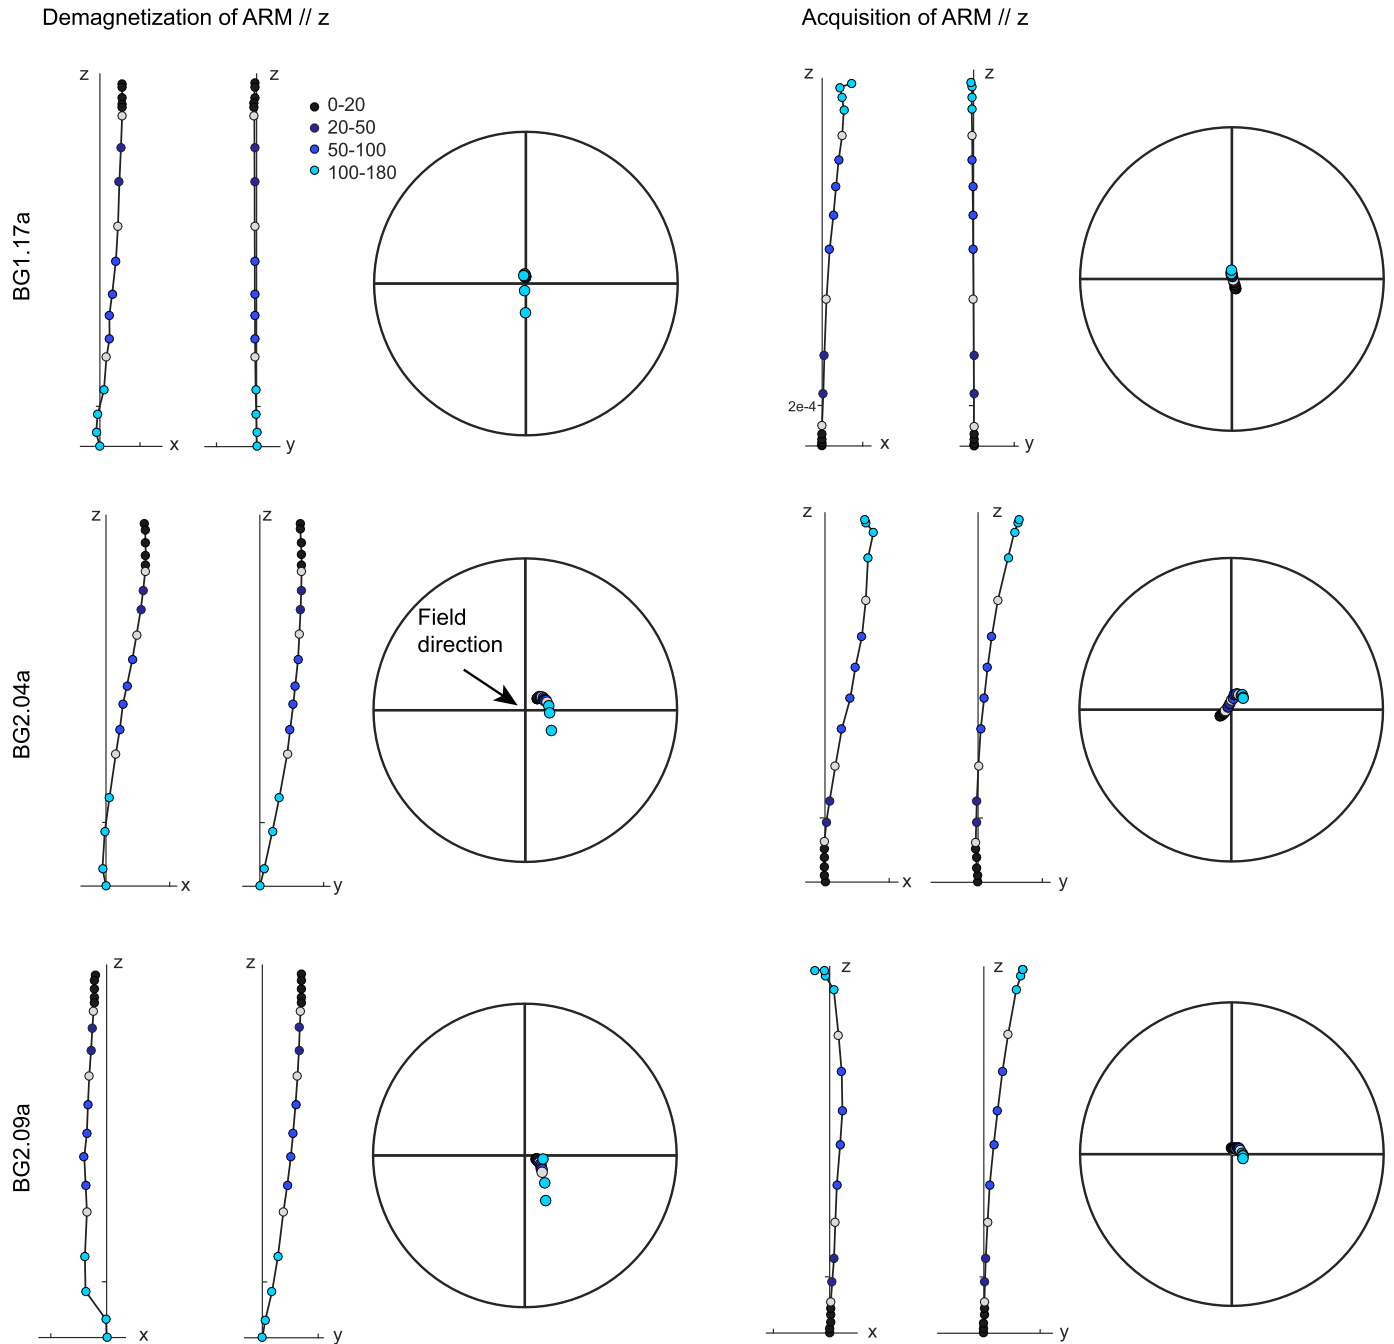 Demagnetization of ARM // z
Acquisition of ARM // z
BG1.17a
z
z
0-20
20-50
50-100
100-180
x
y
z
z
2e-4
x
y
BG2.04a
z
z
Field
direction
x
y
z
z
x
y
BG2.09a
z
z
x
y
z
z
x
y